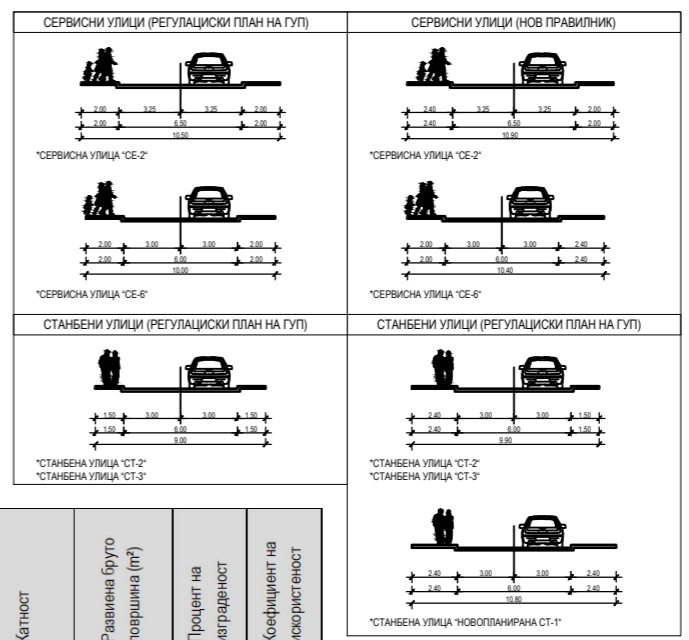 СЕРВИСНИ УЛИЦИ (РЕГУЛАЦИСКИ ПЛАН НА ГУП)
2.00 3.25 3.25 2.00
2.00 6.50 2.00
10.50
*СЕРВИСНА УЛИЦА "СЕ-2"
2.00 3.00 3.00 2.00
2.00 6.00 2.00
10.00
*СЕРВИСНА УЛИЦА "СЕ-6"
СЕРВИСНИ УЛИЦИ (НОВ ПРАВИЛНИК)
2.40 3.25 3.25 2.00
2.40 6.50 2.00
10.90
*СЕРВИСНА УЛИЦА "СЕ-2"
2.00 3.00 3.00 2.40
2.00 6.00 2.40
10.40
*СЕРВИСНА УЛИЦА "СЕ-6"
СТАНБЕНИ УЛИЦИ (РЕГУЛАЦИСКИ ПЛАН НА ГУП)
1.50 3.00 3.00 1.50
1.50 6.00 1.50
9.00
*СТАНБЕНА УЛИЦА "СТ-2"
*СТАНБЕНА УЛИЦА "СТ-3"
СТАНБЕНИ УЛИЦИ (РЕГУЛАЦИСКИ ПЛАН НА ГУП)
2.40 3.00 3.00 1.50
2.40 6.00 1.50
9.90
*СТАНБЕНА УЛИЦА "СТ-2"
*СТАНБЕНА УЛИЦА "СТ-3"
2.40 3.00 3.00 2.40
2.40 6.00 2.40
10.80
*СТАНБЕНА УЛИЦА "НОВОПЛАНИРАНА СТ-1"
Катност
Развиена бруто
површина (m²)
Процент на
изграденост
Коефициент на
искористеност